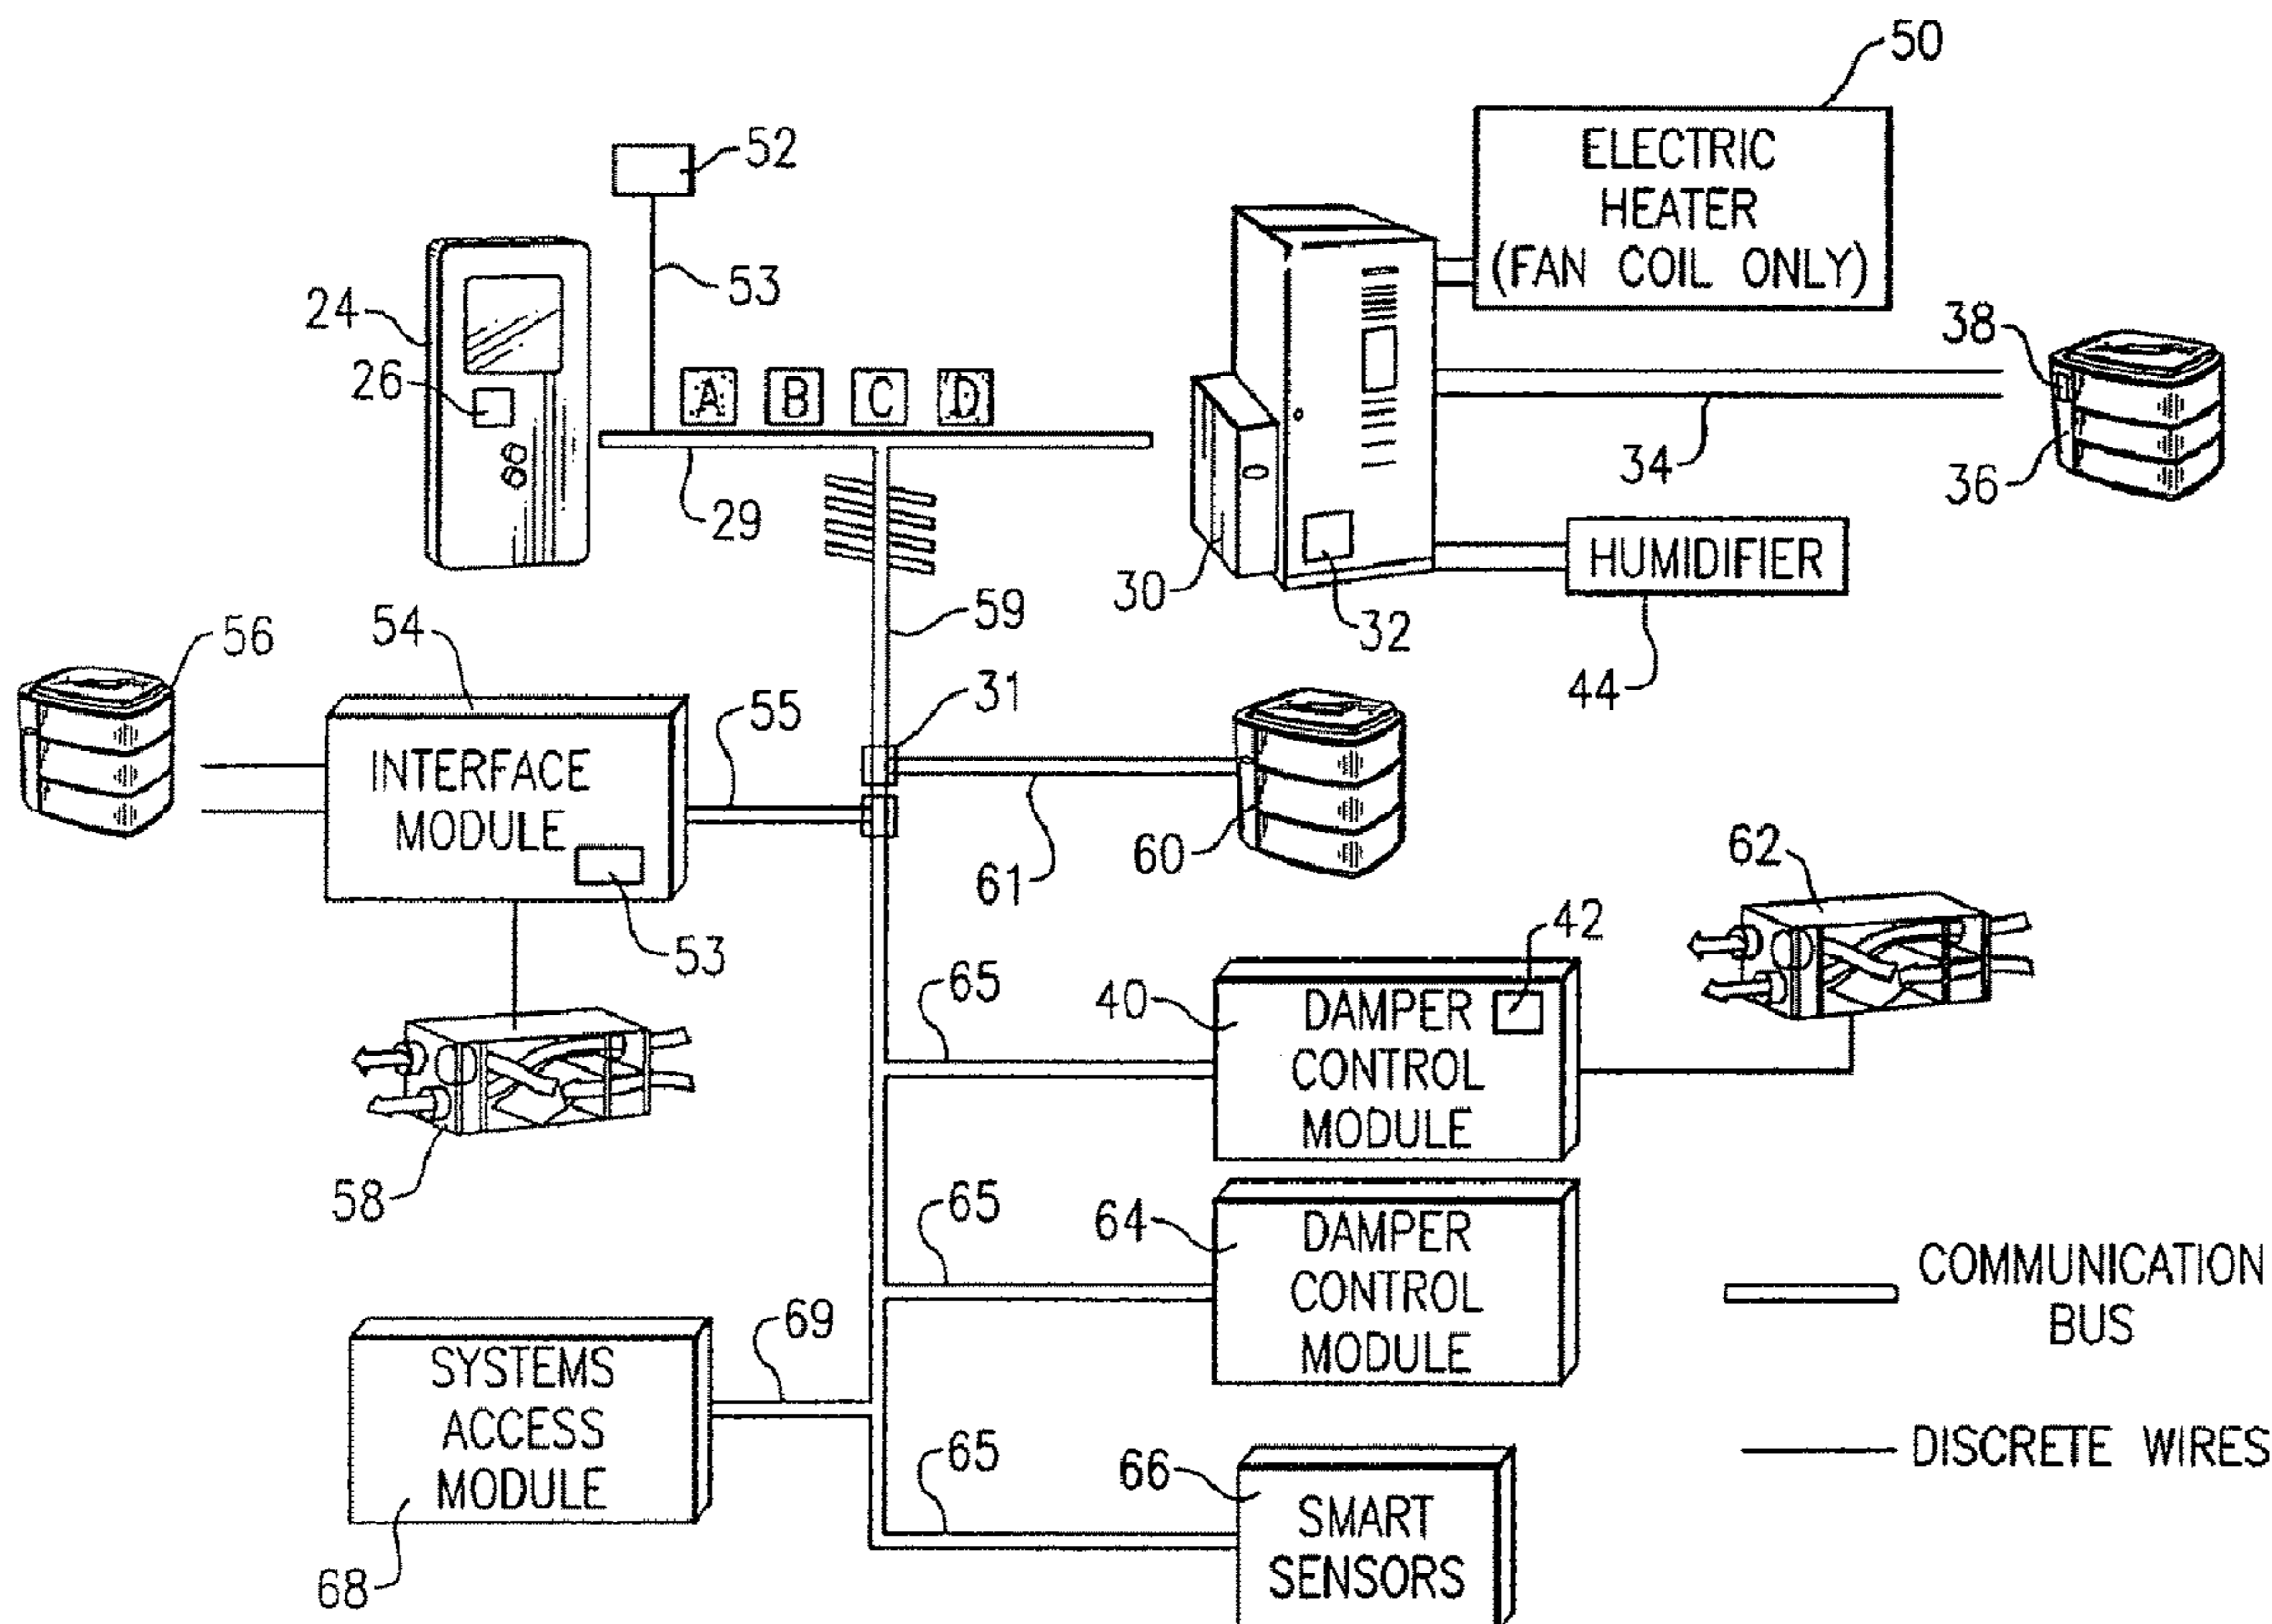 50
ELECTRIC
HEATER
(FAN COIL ONLY)
52
53
24
26
A B C D
29
38
34
36
30
32
HUMIDIFIER
44
59
56
54
31
55
INTERFACE
MODULE
53
61
60
62
42
40
65
DAMPER
CONTROL
MODULE
58
65
64
DAMPER
CONTROL
MODULE
COMMUNICATION
BUS
69
SYSTEMS
ACCESS
MODULE
68
65
66
SMART
SENSORS
DISCRETE WIRES